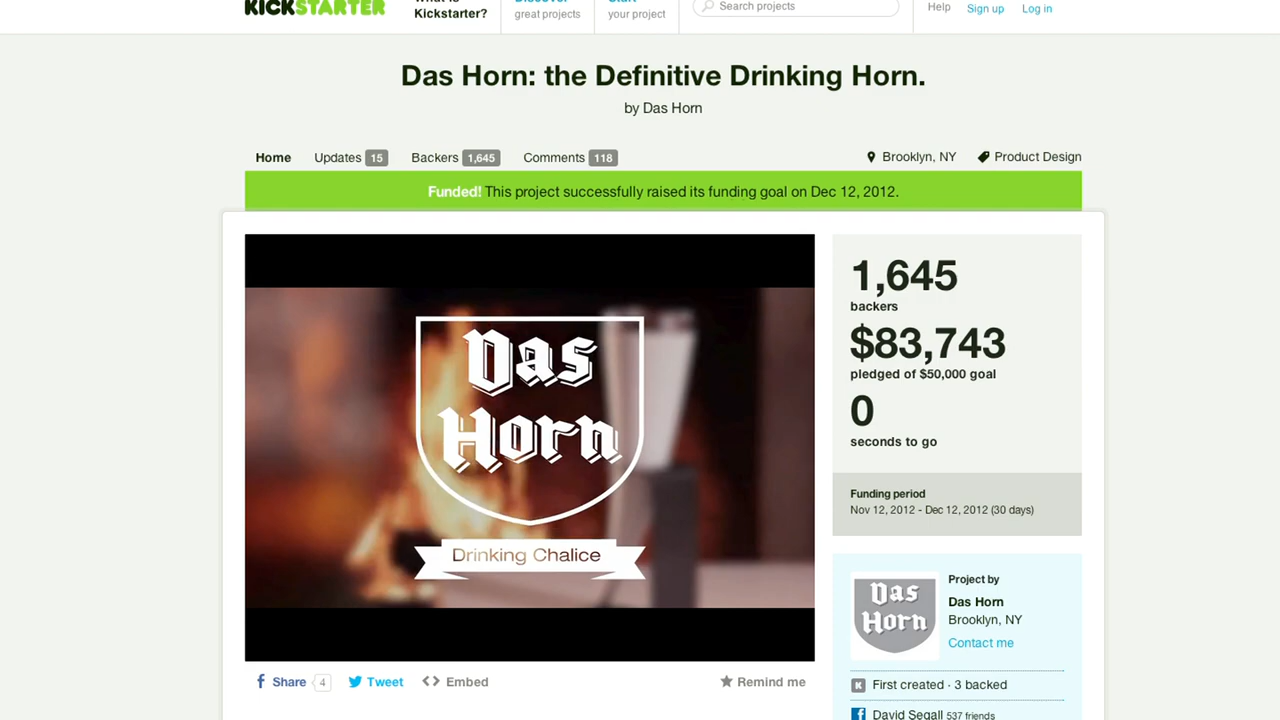 KICKSTARTER
What is
Kickstarter?
Discover
great projects
Start
your project
Search projects
Help
Sign up
Log in
Das Horn: the Definitive Drinking Horn.
by Das Horn
Home
Updates 15
Backers 1,645
Comments 118
Brooklyn, NY
Product Design
Funded! This project successfully raised its funding goal on Dec 12, 2012.
Das
Horn
Drinking Chalice
1,645
backers
$83,743
pledged of $50,000 goal
0
seconds to go
Funding period
Nov 12, 2012 - Dec 12, 2012 (30 days)
Das
Horn
Project by
Das Horn
Brooklyn, NY
Contact me
K First created · 3 backed
David Segall 537 friends
Share 4
Tweet
Embed
Remind me